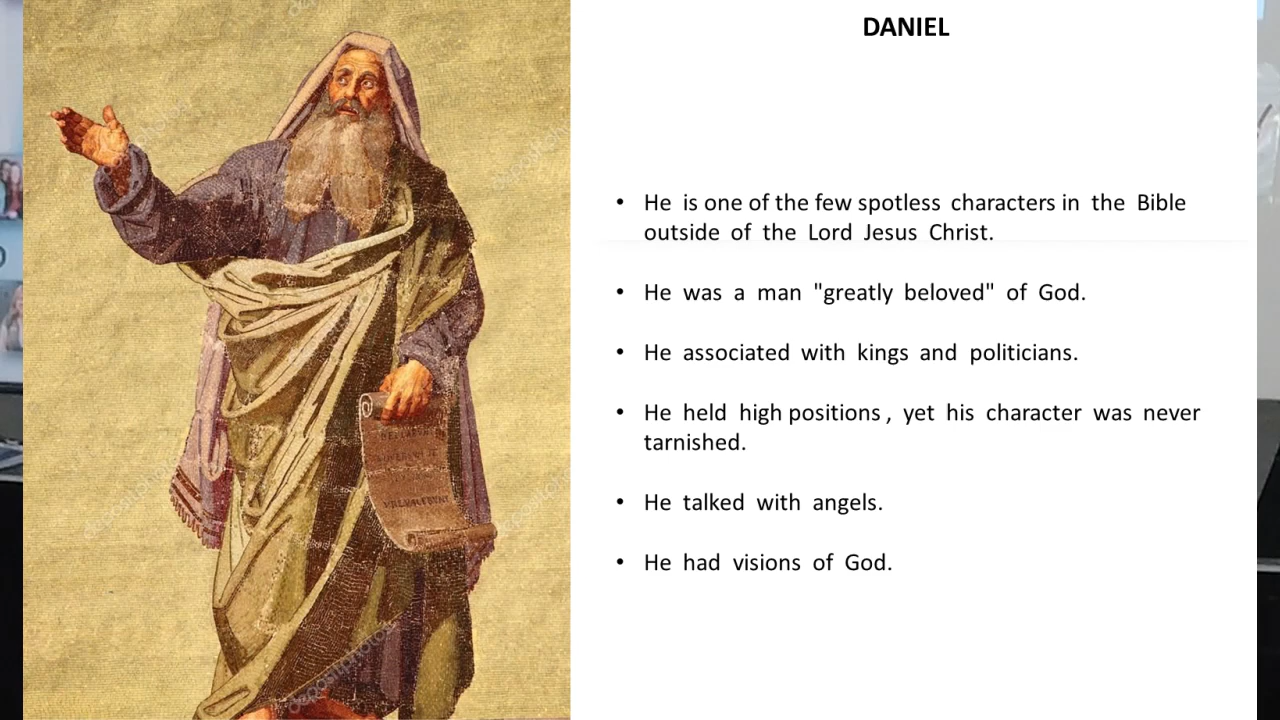 DANIEL
• He is one of the few spotless characters in the Bible
outside of the Lord Jesus Christ.
• He was a man "greatly beloved" of God.
• He associated with kings and politicians.
• He held high positions , yet his character was never
tarnished.
• He talked with angels.
• He had visions of God.
depositphotos